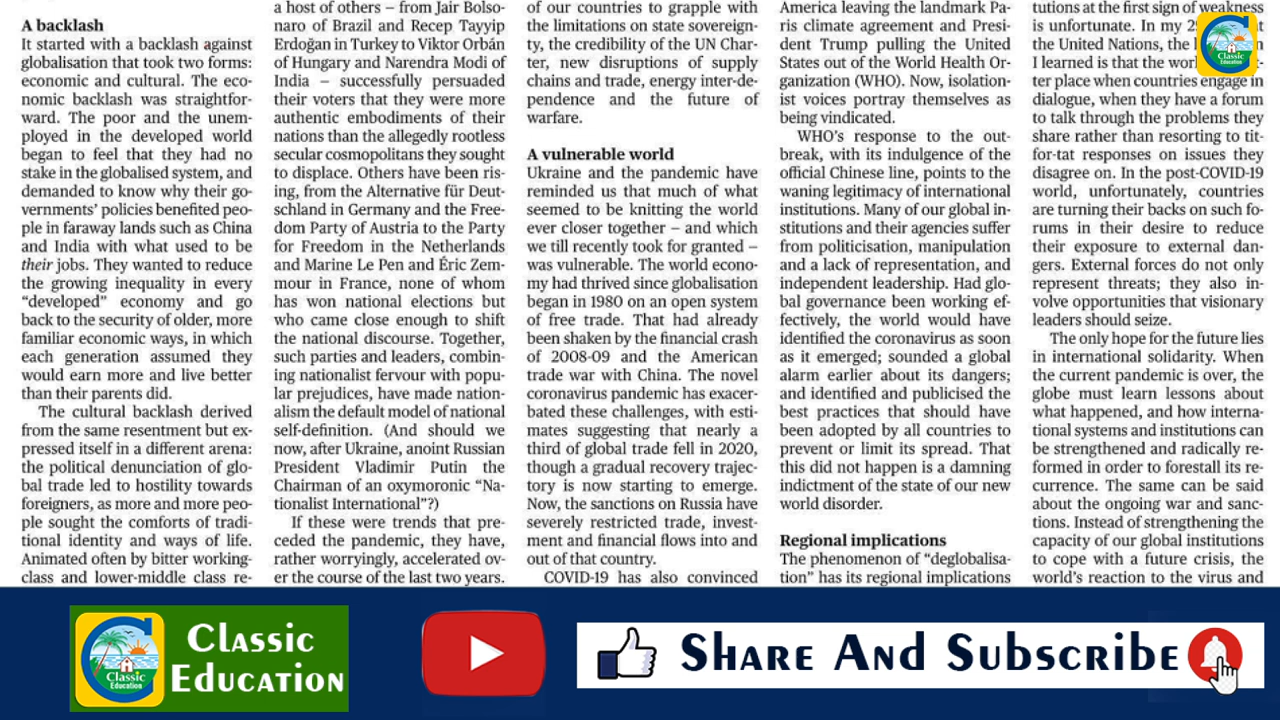 A backlash
It started with a backlash against
globalisation that took two forms:
economic and cultural. The eco-
nomic backlash was straightfor-
ward. The poor and the unem-
ployed in the developed world
began to feel that they had no
stake in the globalised system, and
demanded to know why their go-
vernments' policies benefited peo-
ple in faraway lands such as China
and India with what used to be
their jobs. They wanted to reduce
the growing inequality in every
“developed” economy and go
back to the security of older, more
familiar economic ways, in which
each generation assumed they
would earn more and live better
than their parents did.
The cultural backlash derived
from the same resentment but ex-
pressed itself in a different arena:
the political denunciation of glo-
bal trade led to hostility towards
foreigners, as more and more peo-
ple sought the comforts of tradi-
tional identity and ways of life.
Animated often by bitter working-
class and lower-middle class re-
a host of others – from Jair Bolso-
naro of Brazil and Recep Tayyip
Erdoğan in Turkey to Viktor Orbán
of Hungary and Narendra Modi of
India – successfully persuaded
their voters that they were more
authentic embodiments of their
nations than the allegedly rootless
secular cosmopolitans they sought
to displace. Others have been ris-
ing, from the Alternative für Deut-
schland in Germany and the Free-
dom Party of Austria to the Party
for Freedom in the Netherlands
and Marine Le Pen and Éric Zem-
mour in France, none of whom
has won national elections but
who came close enough to shift
the national discourse. Together,
such parties and leaders, combin-
ing nationalist fervour with popu-
lar prejudices, have made nation-
alism the default model of national
self-definition. (And should we
now, after Ukraine, anoint Russian
President Vladimir Putin the
Chairman of an oxymoronic “Na-
tionalist International”?)
If these were trends that pre-
ceded the pandemic, they have,
rather worryingly, accelerated ov-
er the course of the last two years.
of our countries to grapple with
the limitations on state sovereign-
ty, the credibility of the UN Char-
ter, new disruptions of supply
chains and trade, energy inter-de-
pendence and the future of
warfare.
A vulnerable world
Ukraine and the pandemic have
reminded us that much of what
seemed to be knitting the world
ever closer together – and which
we till recently took for granted –
was vulnerable. The world econo-
my had thrived since globalisation
began in 1980 on an open system
of free trade. That had already
been shaken by the financial crash
of 2008-09 and the American
trade war with China. The novel
coronavirus pandemic has exacer-
bated these challenges, with esti-
mates suggesting that nearly a
third of global trade fell in 2020,
though a gradual recovery trajec-
tory is now starting to emerge.
Now, the sanctions on Russia have
severely restricted trade, invest-
ment and financial flows into and
out of that country.
COVID-19 has also convinced
America leaving the landmark Pa-
ris climate agreement and Presi-
dent Trump pulling the United
States out of the World Health Or-
ganization (WHO). Now, isolation-
ist voices portray themselves as
being vindicated.
WHO's response to the out-
break, with its indulgence of the
official Chinese line, points to the
waning legitimacy of international
institutions. Many of our global in-
stitutions and their agencies suffer
from politicisation, manipulation
and a lack of representation, and
independent leadership. Had glo-
bal governance been working ef-
fectively, the world would have
identified the coronavirus as soon
as it emerged; sounded a global
alarm earlier about its dangers;
and identified and publicised the
best practices that should have
been adopted by all countries to
prevent or limit its spread. That
this did not happen is a damning
indictment of the state of our new
world disorder.
Regional implications
The phenomenon of “deglobalisa-
tion” has its regional implications
tutions at the first sign of weakness
is unfortunate. In my
the United Nations, the
I learned is that the
ter place when countries engage in
dialogue, when they have a forum
to talk through the problems they
share rather than resorting to tit-
for-tat responses on issues they
disagree on. In the post-COVID-19
world, unfortunately, countries
are turning their backs on such fo-
rums in their desire to reduce
their exposure to external dan-
gers. External forces do not only
represent threats; they also in-
volve opportunities that visionary
leaders should seize.
The only hope for the future lies
in international solidarity. When
the current pandemic is over, the
globe must learn lessons about
what happened, and how interna-
tional systems and institutions can
be strengthened and radically re-
formed in order to forestall its re-
currence. The same can be said
about the ongoing war and sanc-
tions. Instead of strengthening the
capacity of our global institutions
to cope with a future crisis, the
world's reaction to the virus and
Classic
Education
Classic
Education
Classic
Education
Share And Subscribe